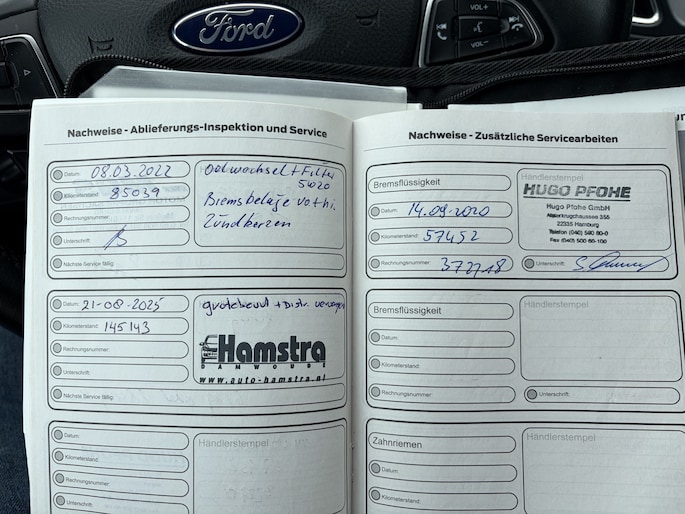 Ford
VOL+
VOL−
Nachweise - Ablieferungs-Inspektion und Service
Datum: 08.03.2022
Kilometerstand: 85039
Rechnungsnummer:
Unterschrift:
Nächste Service fällig:
Oelwechsel + Filter
5W20
Bremsbeläge vo + hi.
Zündkerzen
Datum: 21-08-2025
Kilometerstand: 145143
Rechnungsnummer:
Unterschrift:
Nächste Service fällig:
grote beurt + Distr. vervangen
Hamstra
DAMWOUDE
www.auto-hamstra.nl
Datum:
Kilometerstand:
Rechnungsnummer:
Unterschrift:
Händlerstempel
Nachweise - Zusätzliche Servicearbeiten
Bremsflüssigkeit
Datum: 14.09.2020
Kilometerstand: 57452
Rechnungsnummer: 372718
Händlerstempel
HUGO PFOHE
Hugo Pfohe GmbH
Alsterkrugchaussee 355
22335 Hamburg
Unterschrift:
Bremsflüssigkeit
Datum:
Kilometerstand:
Rechnungsnummer:
Händlerstempel
Unterschrift:
Zahnriemen
Datum:
Kilometerstand:
Händlerstempel